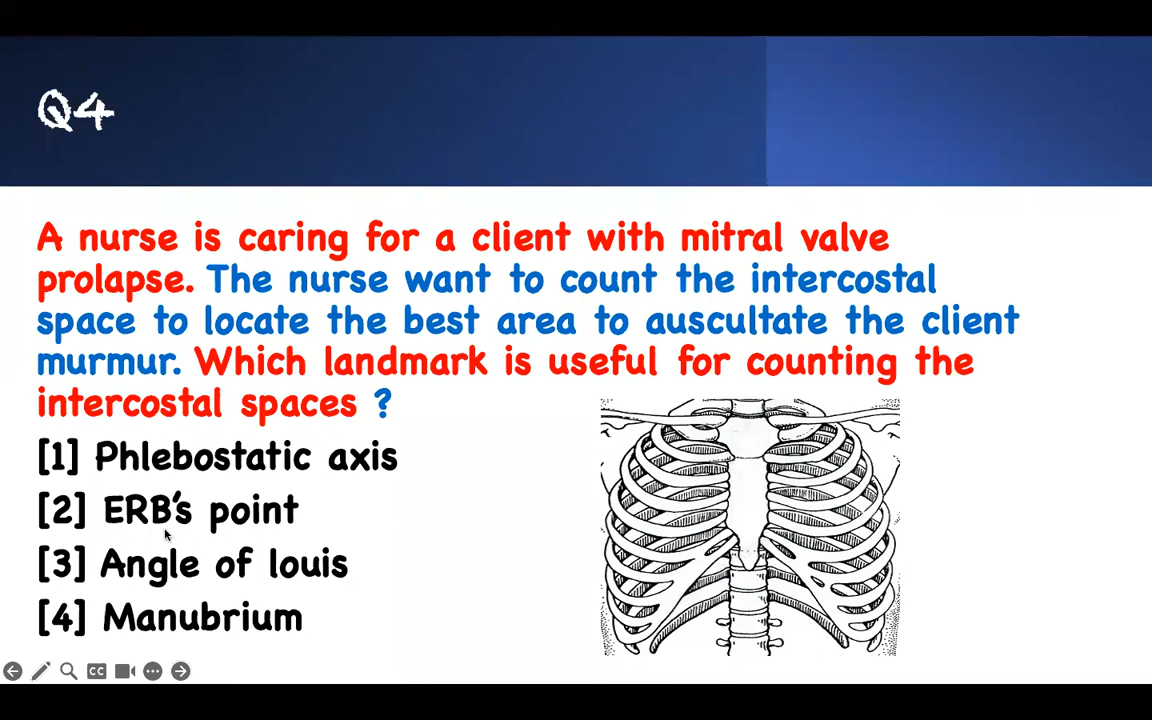 Q4
A nurse is caring for a client with mitral valve
prolapse. The nurse want to count the intercostal
space to locate the best area to auscultate the client
murmur. Which landmark is useful for counting the
intercostal spaces ?
[1] Phlebostatic axis
[2] ERB's point
[3] Angle of louis
[4] Manubrium
CC